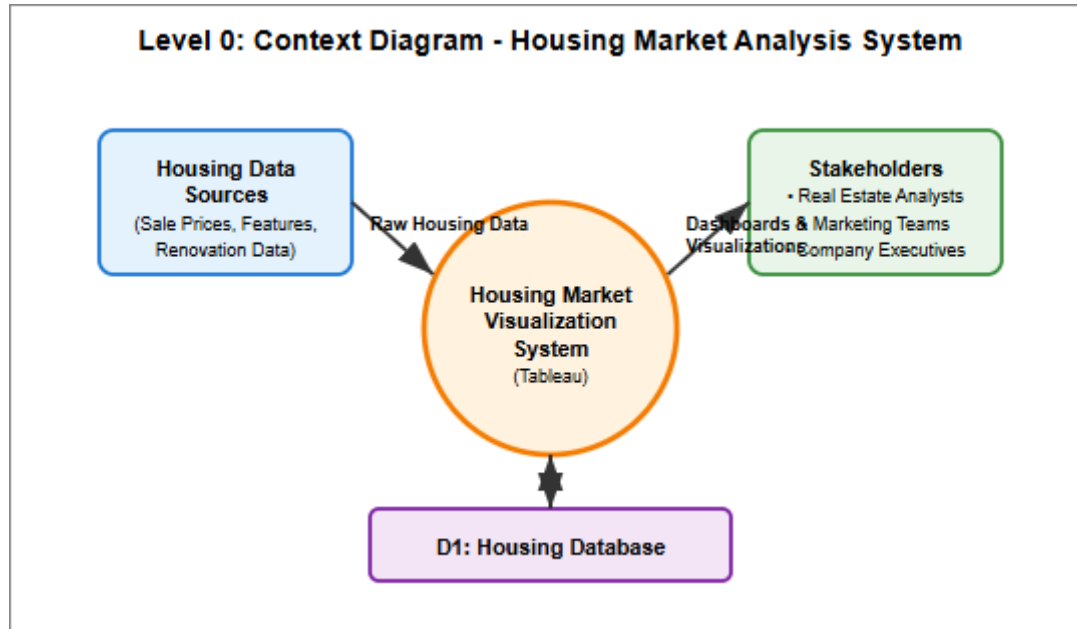 Level 0: Context Diagram - Housing Market Analysis System
Housing Data
Sources
(Sale Prices, Features,
Renovation Data)
Raw Housing Data
Stakeholders
• Real Estate Analysts
• Marketing Teams
Company Executives
Dashboards &
Visualizations
Housing Market
Visualization
System
(Tableau)
D1: Housing Database